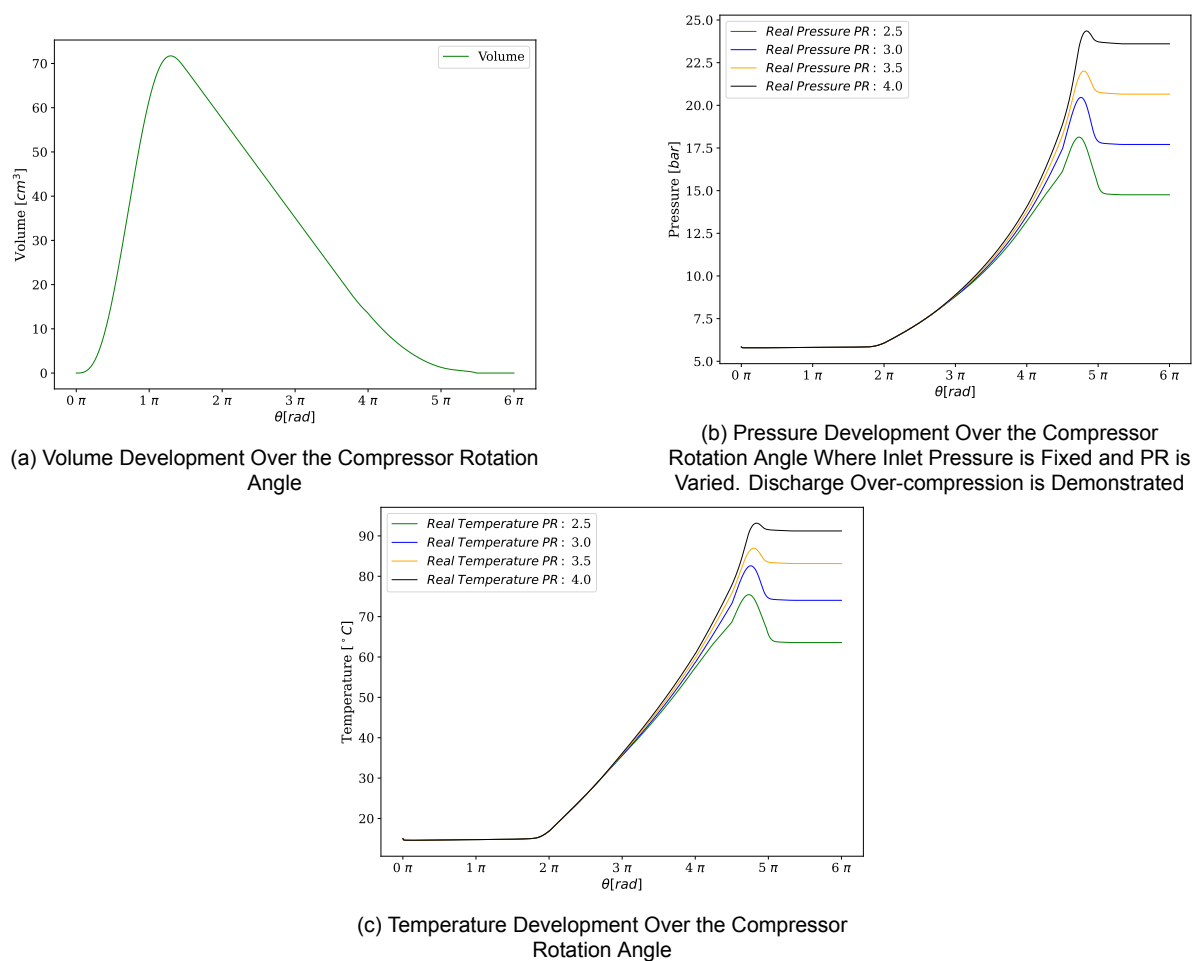 Volume
70
60
50
40
30
20
10
0
Volume [cm³]
0 π 1 π 2 π 3 π 4 π 5 π 6 π
θ[rad]
(a) Volume Development Over the Compressor Rotation
Angle
Real Pressure PR : 2.5
Real Pressure PR : 3.0
Real Pressure PR : 3.5
Real Pressure PR : 4.0
25.0
22.5
20.0
17.5
15.0
12.5
10.0
7.5
5.0
Pressure [bar]
0 π 1 π 2 π 3 π 4 π 5 π 6 π
θ[rad]
(b) Pressure Development Over the Compressor
Rotation Angle Where Inlet Pressure is Fixed and PR is
Varied. Discharge Over-compression is Demonstrated
Real Temperature PR : 2.5
Real Temperature PR : 3.0
Real Temperature PR : 3.5
Real Temperature PR : 4.0
90
80
70
60
50
40
30
20
Temperature [°C]
0 π 1 π 2 π 3 π 4 π 5 π 6 π
θ[rad]
(c) Temperature Development Over the Compressor
Rotation Angle